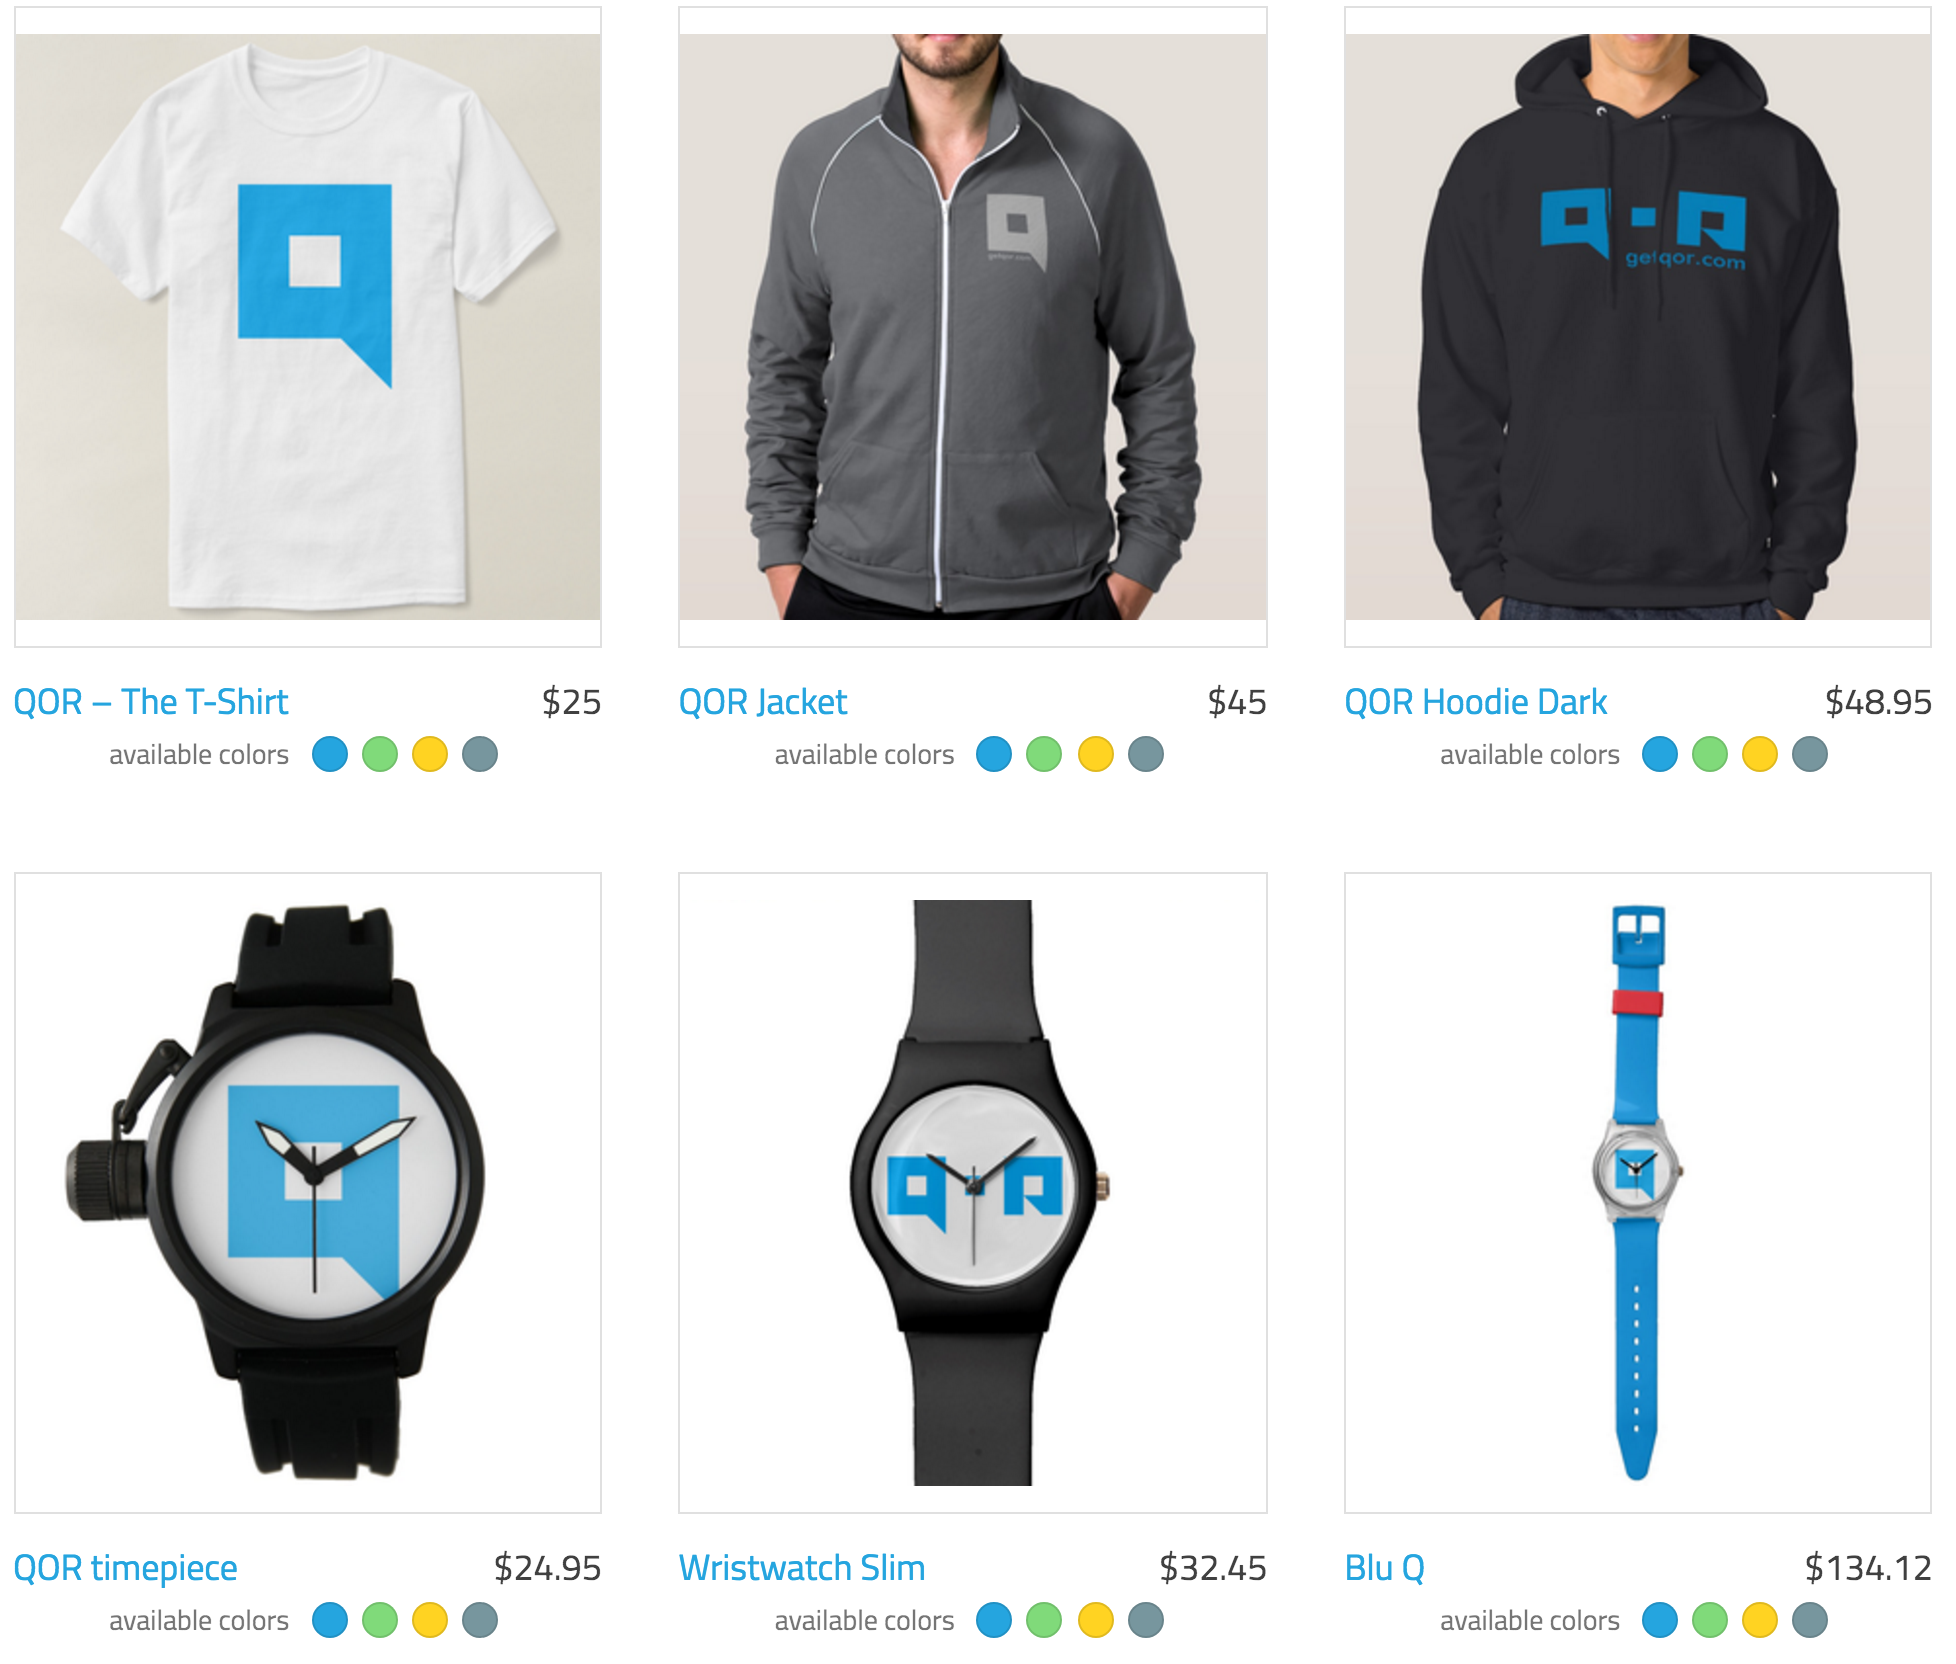 getqor.com
getqor.com
QOR – The T-Shirt $25
available colors
QOR Jacket $45
available colors
QOR Hoodie Dark $48.95
available colors
QOR timepiece $24.95
available colors
Wristwatch Slim $32.45
available colors
Blu Q $134.12
available colors